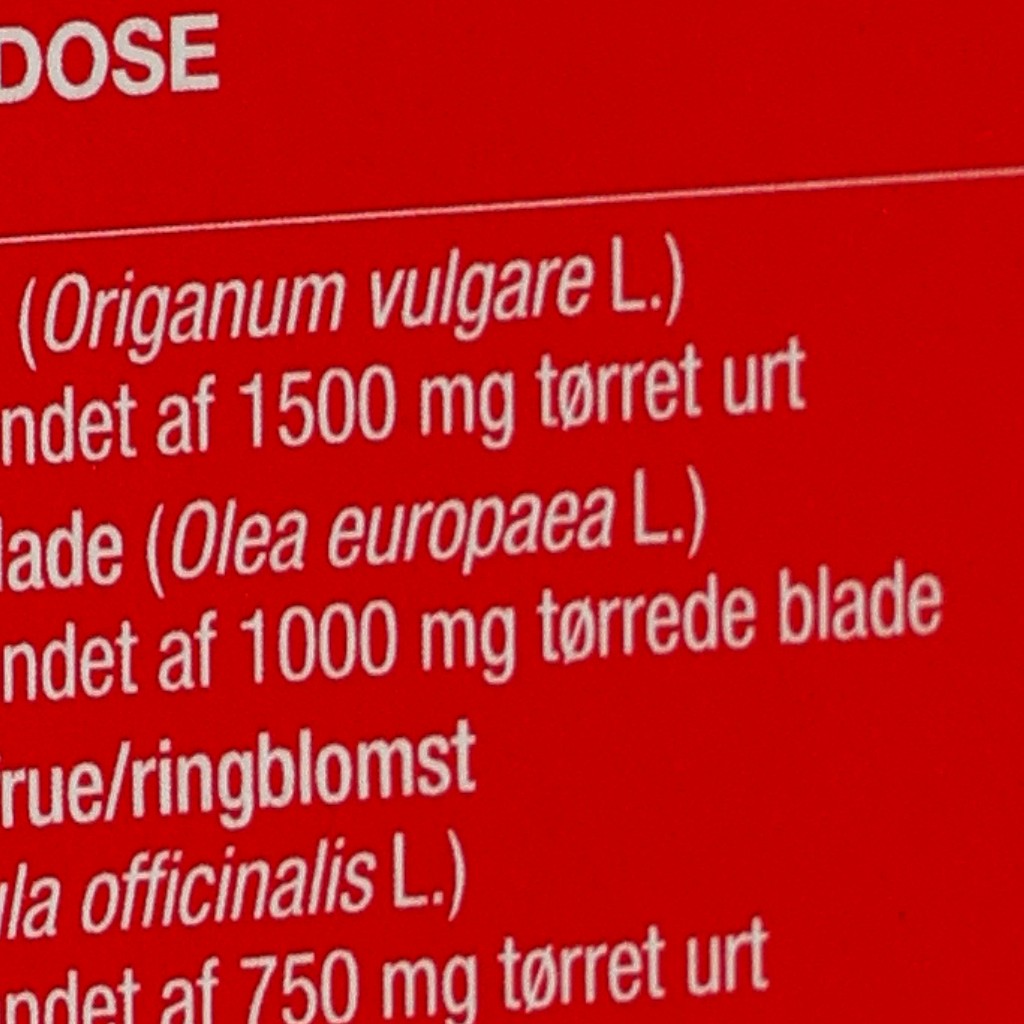 DOSE
(Origanum vulgare L.)
ndet af 1500 mg tørret urt
lade (Olea europaea L.)
ndet af 1000 mg tørrede blade
rue/ringblomst
ula officinalis L.)
ndet af 750 mg tørret urt